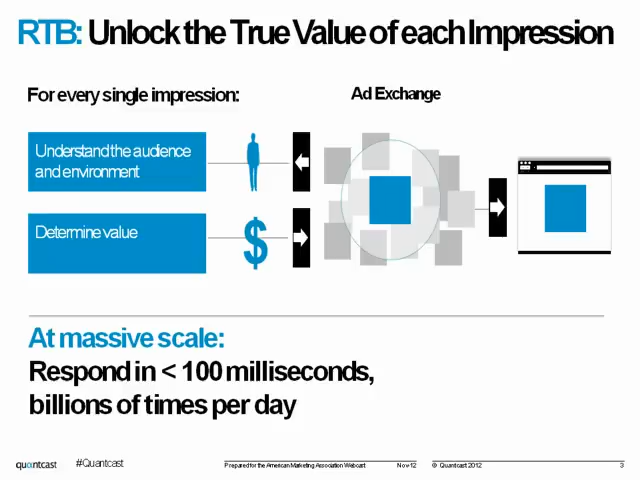 RTB: Unlock the True Value of each Impression
For every single impression:
Ad Exchange
Understand the audience
and environment
Determine value
$
At massive scale:
Respond in < 100 milliseconds,
billions of times per day
quantcast
#Quantcast
Prepared for the American Marketing Association Webcast
Nov-12
© Quantcast 2012
3